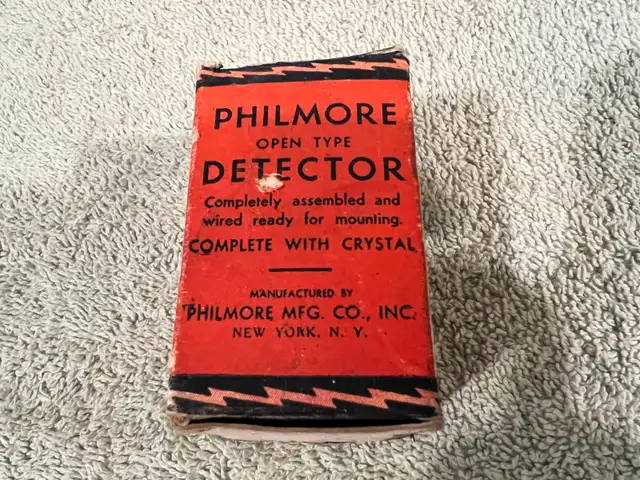 PHILMORE
OPEN TYPE
DETECTOR
Completely assembled and
wired ready for mounting.
COMPLETE WITH CRYSTAL
MANUFACTURED BY
PHILMORE MFG. CO., INC.
NEW YORK, N. Y.